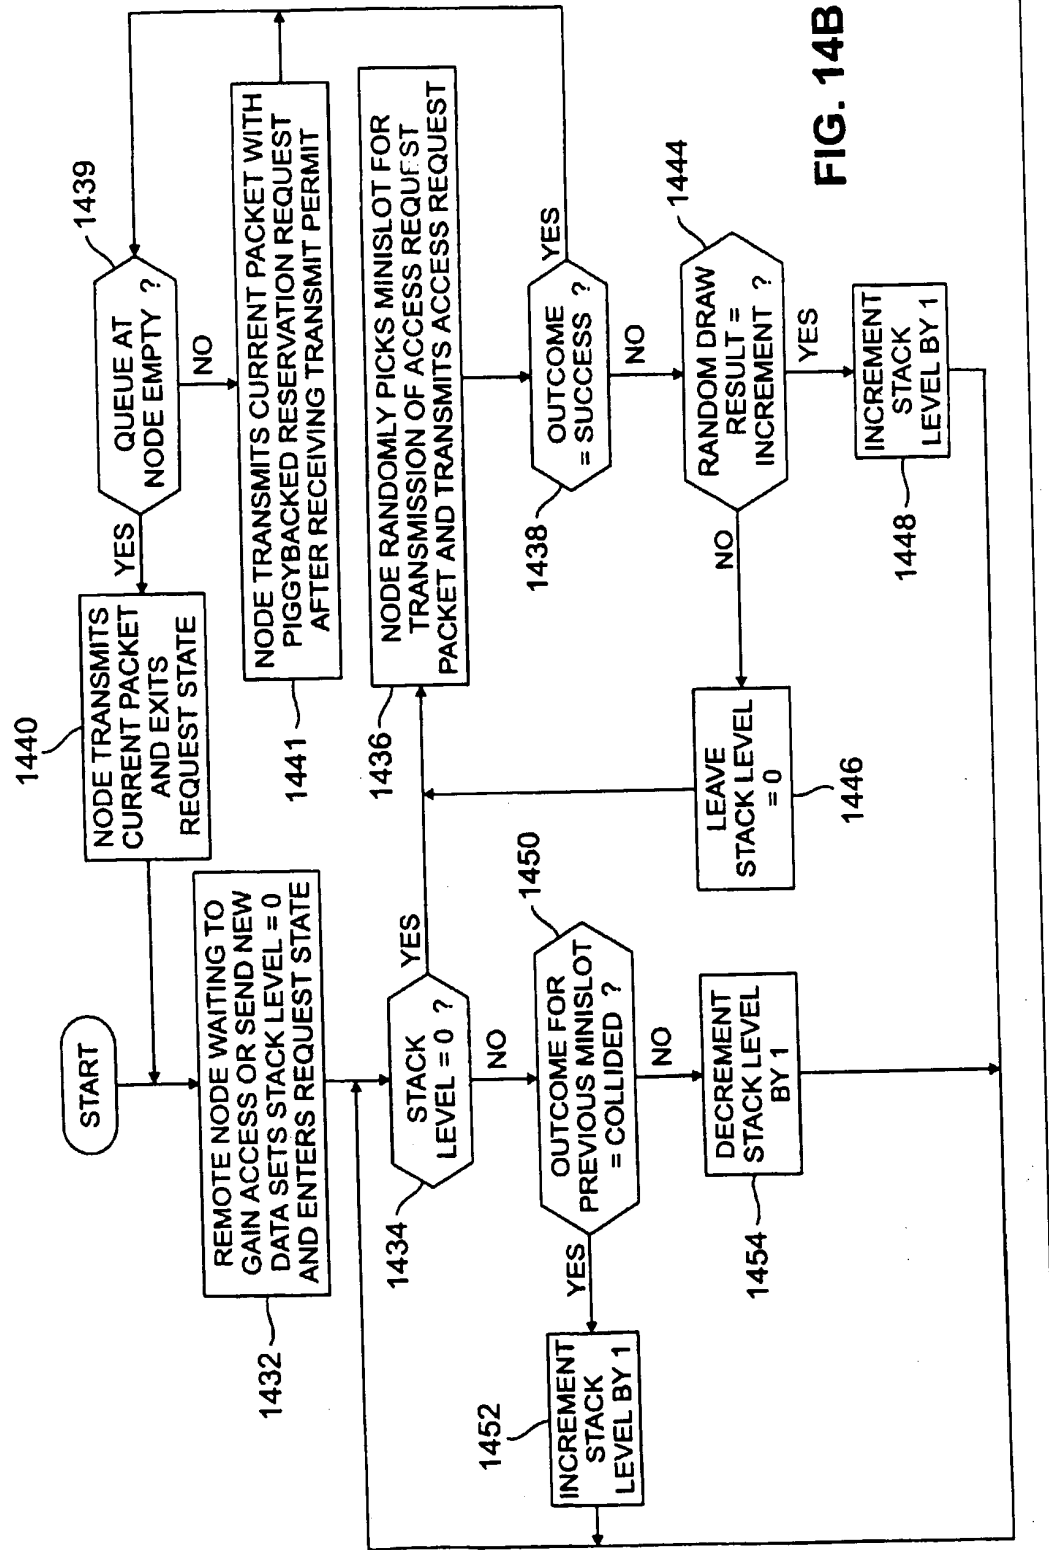 START
REMOTE NODE WAITING TO
GAIN ACCESS OR SEND NEW
DATA SETS STACK LEVEL = 0
AND ENTERS REQUEST STATE
1432
STACK
LEVEL = 0 ?
1434
YES
NO
OUTCOME FOR
PREVIOUS MINISLOT
= COLLIDED ?
1450
YES
NO
INCREMENT
STACK
LEVEL BY 1
1452
DECREMENT
STACK LEVEL
BY 1
1454
NODE TRANSMITS
CURRENT PACKET
AND EXITS
REQUEST STATE
1440
YES
QUEUE AT
NODE EMPTY ?
1439
NO
NODE TRANSMITS CURRENT PACKET WITH
PIGGYBACKED RESERVATION REQUEST
AFTER RECEIVING TRANSMIT PERMIT
1441
NODE RANDOMLY PICKS MINISLOT FOR
TRANSMISSION OF ACCESS REQUEST
PACKET AND TRANSMITS ACCESS REQUEST
1436
OUTCOME
= SUCCESS ?
1438
YES
NO
RANDOM DRAW
RESULT =
INCREMENT ?
1444
NO
YES
LEAVE
STACK LEVEL
= 0
1446
INCREMENT
STACK
LEVEL BY 1
1448
FIG. 14B